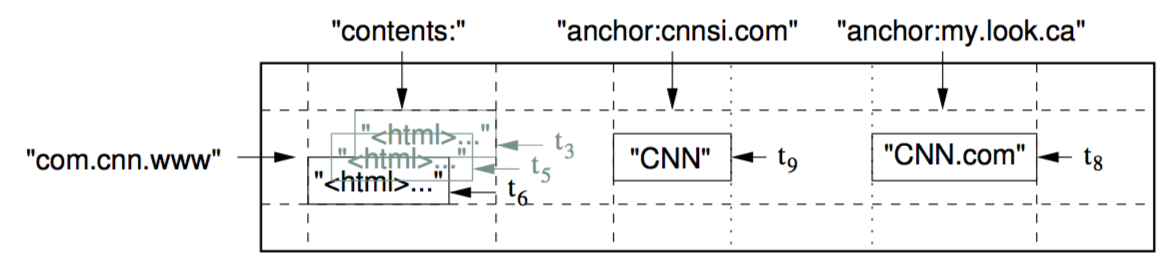 "contents:"
"anchor:cnnsi.com"
"anchor:my.look.ca"
"<html>..."
t3
"<html>..."
t5
"com.cnn.www"
"<html>..."
t6
"CNN"
t9
"CNN.com"
t8